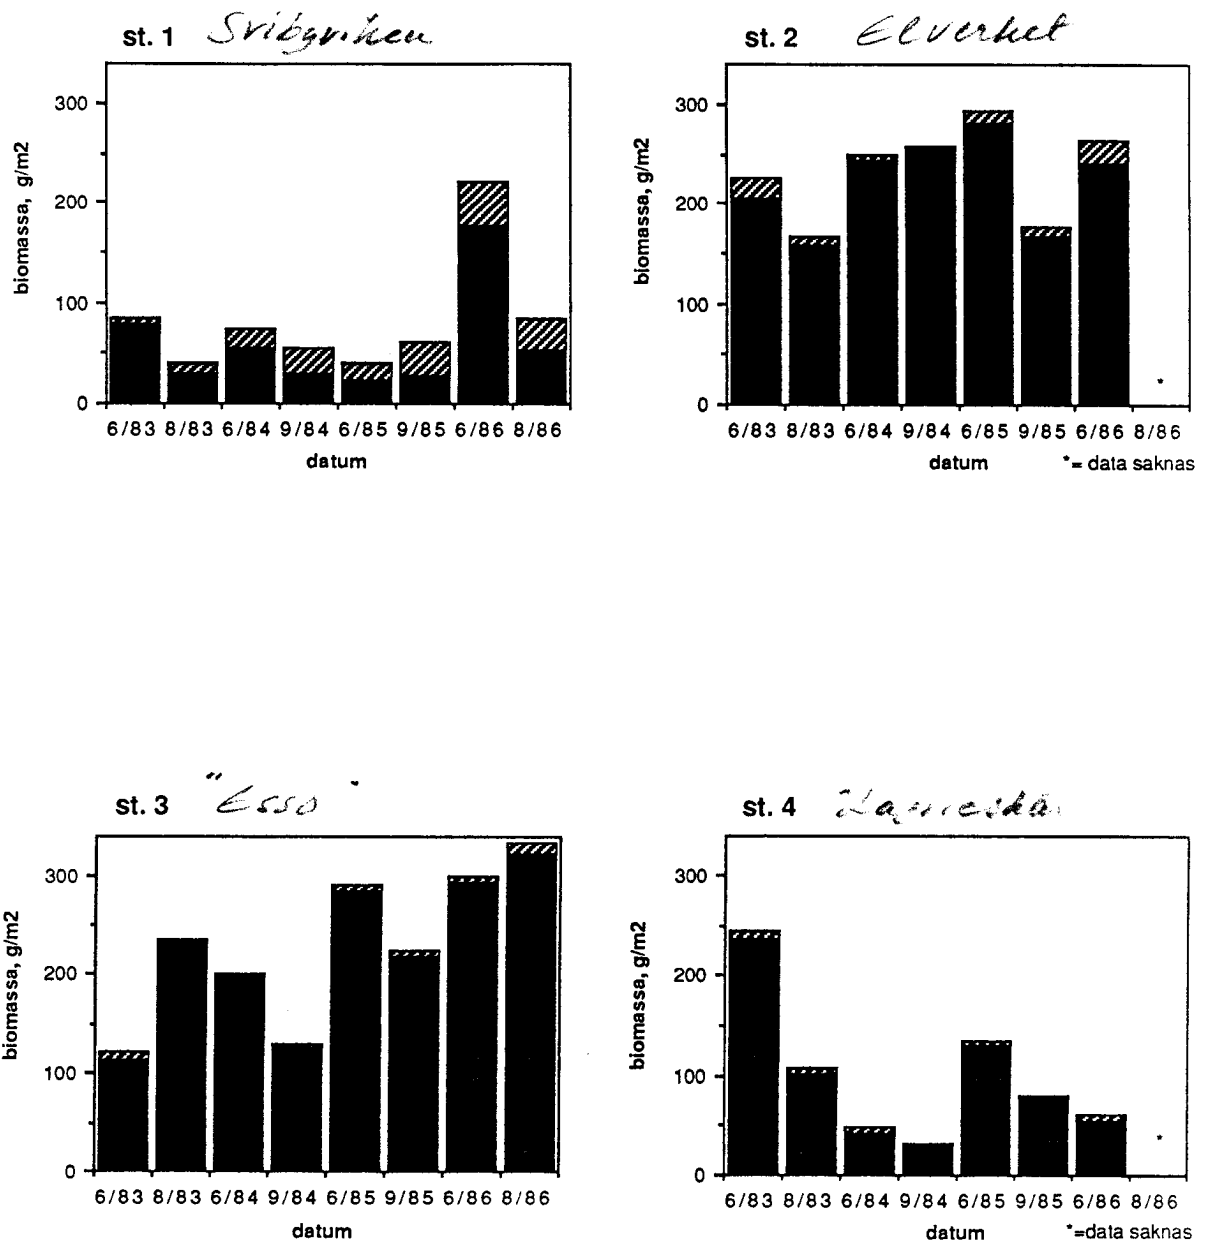 st. 1 Svibyviken
300
200
100
0
biomassa, g/m2
6/83 8/83 6/84 9/84 6/85 9/85 6/86 8/86
datum
st. 2 Elverket
300
200
100
0
biomassa, g/m2
6/83 8/83 6/84 9/84 6/85 9/85 6/86 8/86
*
datum
*= data saknas
st. 3 "Esso"
300
200
100
0
biomassa, g/m2
6/83 8/83 6/84 9/84 6/85 9/85 6/86 8/86
datum
st. 4
300
200
100
0
biomassa, g/m2
6/83 8/83 6/84 9/84 6/85 9/85 6/86 8/86
*
datum
*=data saknas